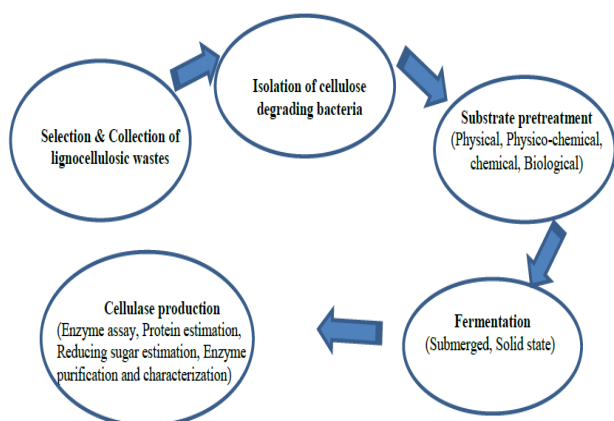 Selection & Collection of
lignocellulosic wastes
Isolation of cellulose
degrading bacteria
Substrate pretreatment
(Physical, Physico-chemical,
chemical, Biological)
Fermentation
(Submerged, Solid state)
Cellulase production
(Enzyme assay, Protein estimation,
Reducing sugar estimation, Enzyme
purification and characterization)